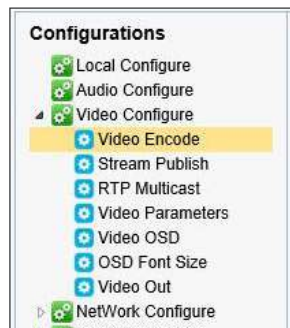 Configurations
Local Configure
Audio Configure
Video Configure
Video Encode
Stream Publish
RTP Multicast
Video Parameters
Video OSD
OSD Font Size
Video Out
NetWork Configure